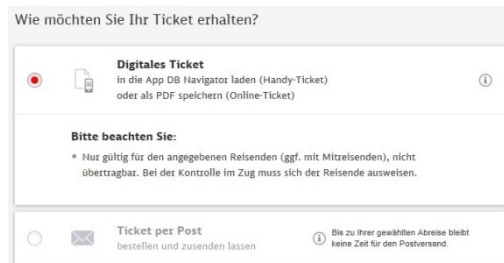 Wie möchten Sie Ihr Ticket erhalten?
Digitales Ticket
in die App DB Navigator laden (Handy-Ticket)
oder als PDF speichern (Online-Ticket)
Bitte beachten Sie:
Nur gültig für den angegebenen Reisenden (ggf. mit Mitreisenden), nicht
übertragbar. Bei der Kontrolle im Zug muss sich der Reisende ausweisen.
Ticket per Post
bestellen und zusenden lassen
Bis zu Ihrer gewählten Abreise bleibt
keine Zeit für den Postversand.